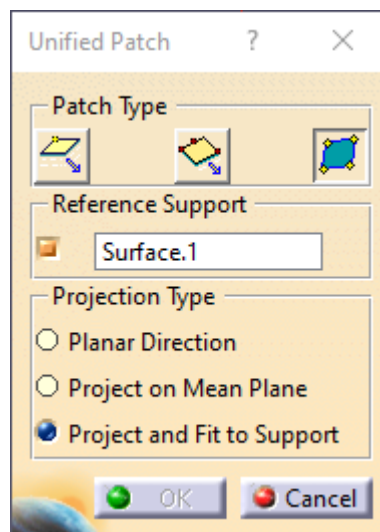 Unified Patch ?
Patch Type
Reference Support
Surface.1
Projection Type
Planar Direction
Project on Mean Plane
Project and Fit to Support
OK Cancel